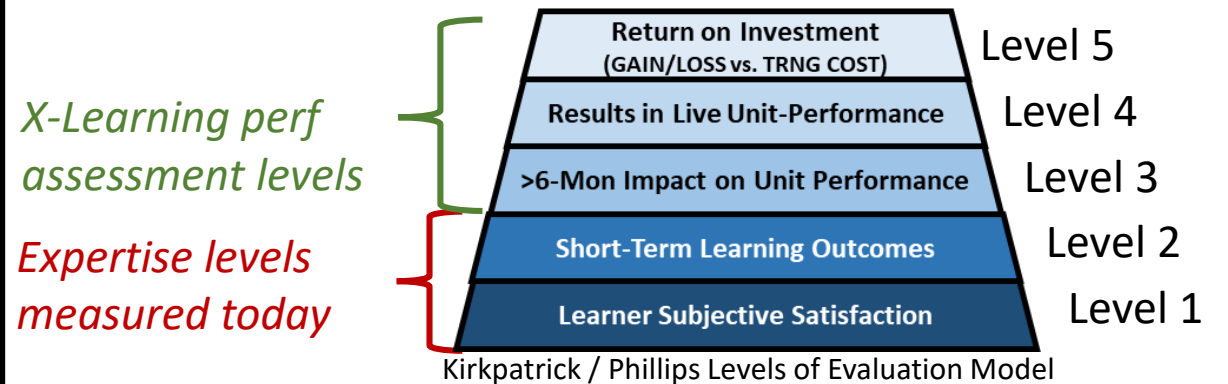 Return on Investment
(GAIN/LOSS vs. TRNG COST)
Level 5
Results in Live Unit-Performance
Level 4
>6-Mon Impact on Unit Performance
Level 3
Short-Term Learning Outcomes
Level 2
Learner Subjective Satisfaction
Level 1
X-Learning perf
assessment levels
Expertise levels
measured today
Kirkpatrick / Phillips Levels of Evaluation Model